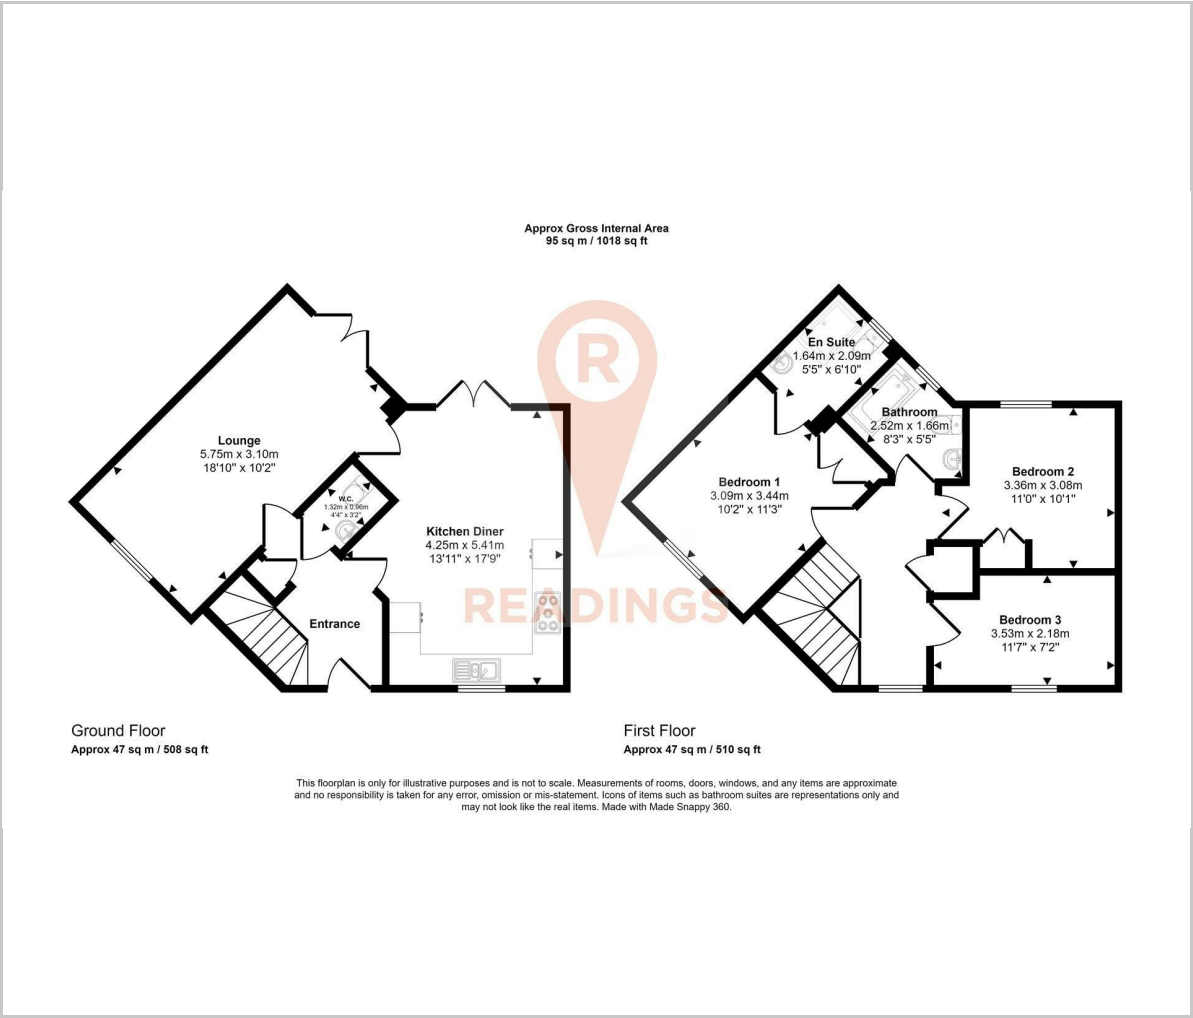 Approx Gross Internal Area
95 sq m / 1018 sq ft
R
READINGS
Lounge
5.75m x 3.10m
18'10" x 10'2"
W.C.
1.32m x 0.96m
4'4" x 3'2"
Kitchen Diner
4.25m x 5.41m
13'11" x 17'9"
Entrance
En Suite
1.64m x 2.09m
5'5" x 6'10"
Bathroom
2.52m x 1.66m
8'3" x 5'5"
Bedroom 1
3.09m x 3.44m
10'2" x 11'3"
Bedroom 2
3.36m x 3.08m
11'0" x 10'1"
Bedroom 3
3.53m x 2.18m
11'7" x 7'2"
Ground Floor
Approx 47 sq m / 508 sq ft
First Floor
Approx 47 sq m / 510 sq ft
This floorplan is only for illustrative purposes and is not to scale. Measurements of rooms, doors, windows, and any items are approximate
and no responsibility is taken for any error, omission or mis-statement. Icons of items such as bathroom suites are representations only and
may not look like the real items. Made with Made Snappy 360.